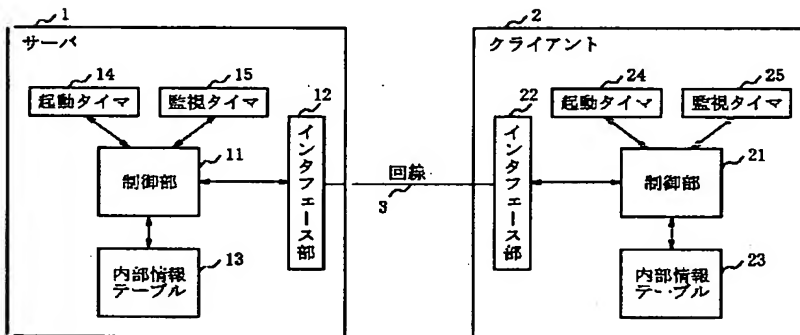 1
サーバ
14
起動タイマ
15
監視タイマ
12
インタフェース部
11
制御部
13
内部情報
テーブル
回線
3
2
クライアント
24
起動タイマ
25
監視タイマ
22
インタフェース部
21
制御部
23
内部情報
テーブル